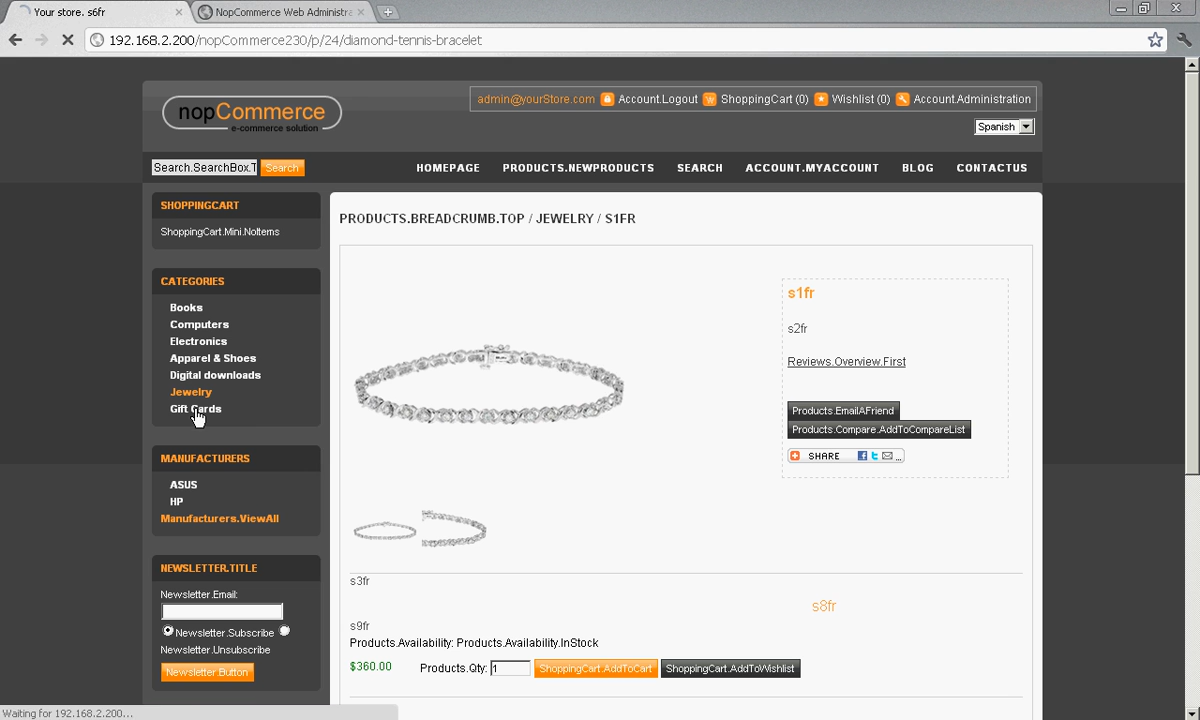 Your store. s6fr
NopCommerce Web Administra
192.168.2.200/nopCommerce230/p/24/diamond-tennis-bracelet
nopCommerce
e-commerce solution
admin@yourStore.com Account.Logout ShoppingCart (0) Wishlist (0) Account.Administration
Spanish
Search.SearchBox.T Search
HOMEPAGE PRODUCTS.NEWPRODUCTS SEARCH ACCOUNT.MYACCOUNT BLOG CONTACTUS
SHOPPINGCART
ShoppingCart.Mini.NoItems
CATEGORIES
Books
Computers
Electronics
Apparel & Shoes
Digital downloads
Jewelry
Gift Cards
MANUFACTURERS
ASUS
HP
Manufacturers.ViewAll
NEWSLETTER.TITLE
Newsletter.Email:
Newsletter.Subscribe
Newsletter.Unsubscribe
Newsletter.Button
PRODUCTS.BREADCRUMB.TOP / JEWELRY / S1FR
s1fr
s2fr
Reviews.Overview.First
Products.EmailAFriend
Products.Compare.AddToCompareList
SHARE
s3fr
s8fr
s9fr
Products.Availability: Products.Availability.InStock
$360.00 Products.Qty: 1 ShoppingCart.AddToCart ShoppingCart.AddToWishlist
Waiting for 192.168.2.200...